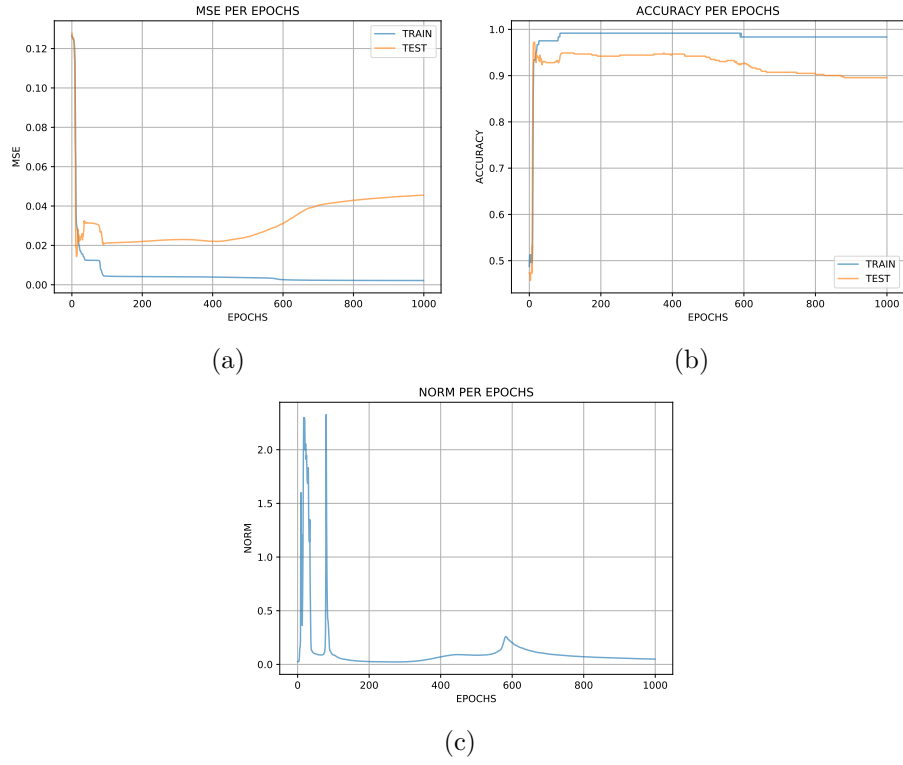 MSE PER EPOCHS
0.12
0.10
0.08
0.06
0.04
0.02
0.00
MSE
0
200
400
600
800
1000
EPOCHS
TRAIN
TEST
(a)
ACCURACY PER EPOCHS
1.0
0.9
0.8
0.7
0.6
0.5
ACCURACY
0
200
400
600
800
1000
EPOCHS
TRAIN
TEST
(b)
NORM PER EPOCHS
2.0
1.5
1.0
0.5
0.0
NORM
0
200
400
600
800
1000
EPOCHS
(c)